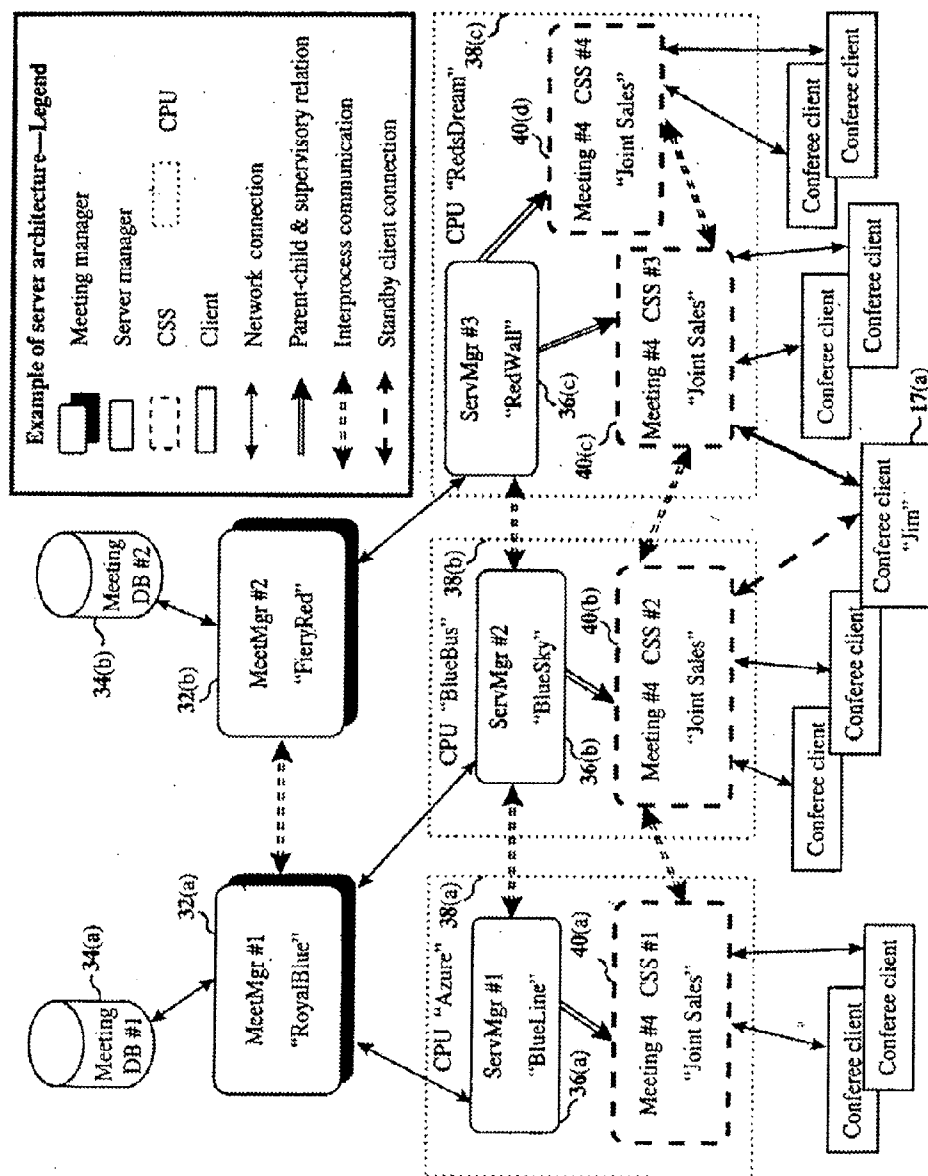 Example of server architecture—Legend
Meeting manager
Server manager
CSS
CPU
Client
Network connection
Parent-child & supervisory relation
Interprocess communication
Standby client connection
34(a)
Meeting
DB #1
34(b)
Meeting
DB #2
32(a)
MeetMgr #1
“RoyalBlue”
32(b)
MeetMgr #2
“FieryRed”
38(a)
CPU “Azure”
ServMgr #1
“BlueLine”
36(a)
40(a)
Meeting #4 CSS #1
“Joint Sales”
38(b)
CPU “BlueBus”
ServMgr #2
“BlueSky”
36(b)
40(b)
Meeting #4 CSS #2
“Joint Sales”
38(c)
CPU “RedsDream”
ServMgr #3
“RedWall”
36(c)
40(c)
Meeting #4 CSS #3
“Joint Sales”
40(d)
Meeting #4 CSS #4
“Joint Sales”
Conferee client
Conferee client
Conferee client
Conferee client
Conferee client
“Jim”
17(a)
Conferee client
Conferee client
Conferee client
Conferee client